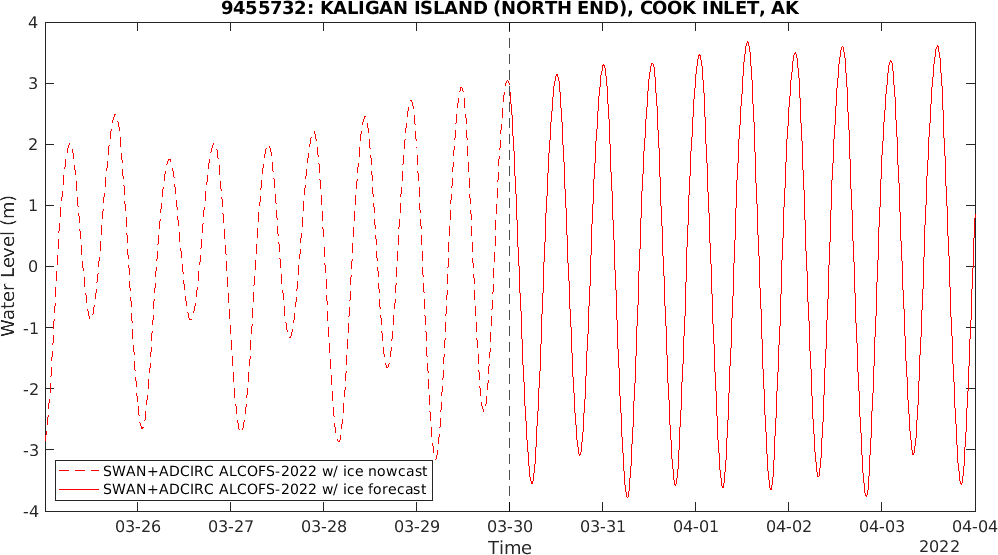 9455732: KALIGAN ISLAND (NORTH END), COOK INLET, AK
4
3
2
1
0
-1
-2
-3
-4
Water Level (m)
SWAN+ADCIRC ALCOFS-2022 w/ ice nowcast
SWAN+ADCIRC ALCOFS-2022 w/ ice forecast
03-26 03-27 03-28 03-29 03-30 03-31 04-01 04-02 04-03 04-04
Time
2022